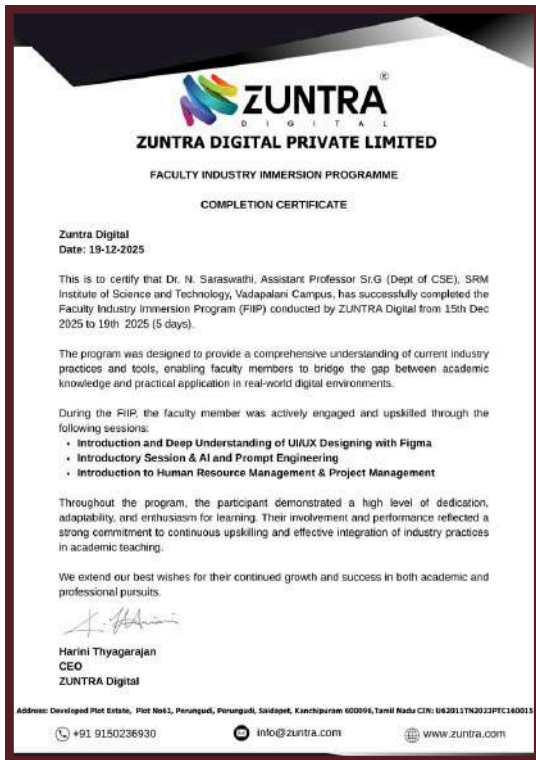 ®
ZUNTRA
DIGITAL
ZUNTRA DIGITAL PRIVATE LIMITED
FACULTY INDUSTRY IMMERSION PROGRAMME
COMPLETION CERTIFICATE
Zuntra Digital
Date: 19-12-2025
This is to certify that Dr. N. Saraswathi, Assistant Professor Sr.G (Dept of CSE), SRM
Institute of Science and Technology, Vadapalani Campus, has successfully completed the
Faculty Industry Immersion Program (FIIP) conducted by ZUNTRA Digital from 15th Dec
2025 to 19th 2025 (5 days).
The program was designed to provide a comprehensive understanding of current industry
practices and tools, enabling faculty members to bridge the gap between academic
knowledge and practical application in real-world digital environments.
During the FIIP, the faculty member was actively engaged and upskilled through the
following sessions:
• Introduction and Deep Understanding of UI/UX Designing with Figma
• Introductory Session & AI and Prompt Engineering
• Introduction to Human Resource Management & Project Management
Throughout the program, the participant demonstrated a high level of dedication,
adaptability, and enthusiasm for learning. Their involvement and performance reflected a
strong commitment to continuous upskilling and effective integration of industry practices
in academic teaching.
We extend our best wishes for their continued growth and success in both academic and
professional pursuits.
Harini Thyagarajan
CEO
ZUNTRA Digital
Address: Developed Plot Estate, Plot No61, Perungudi, Perungudi, Saidapet, Kanchipuram 600096,Tamil Nadu CIN: U62011TN2023PTC160015
+91 9150236930
info@zuntra.com
www.zuntra.com